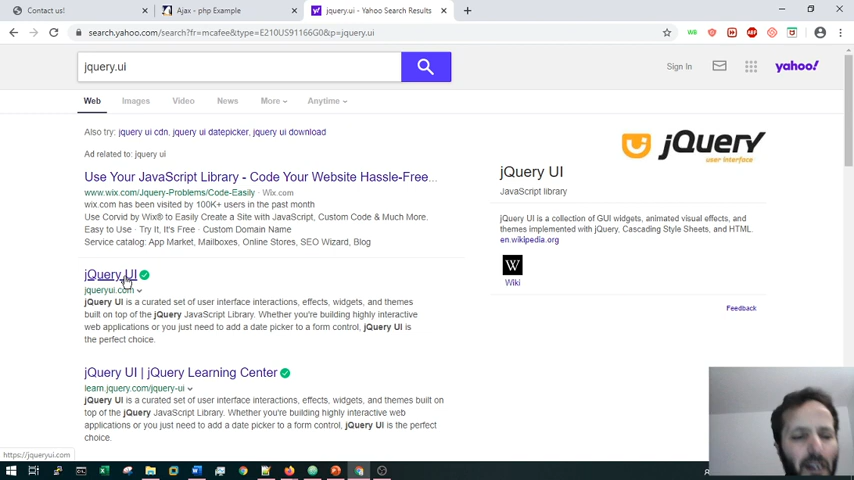 Contact us!
Ajax - php Example
jquery.ui - Yahoo Search Results
search.yahoo.com/search?fr=mcafee&type=E210US91166G0&p=jquery.ui
jquery.ui
Sign In
yahoo!
Web
Images
Video
News
More
Anytime
Also try: jquery ui cdn, jquery ui datepicker, jquery ui download
Ad related to: jquery ui
Use Your JavaScript Library - Code Your Website Hassle-Free...
www.wix.com/Jquery-Problems/Code-Easily · Wix.com
wix.com has been visited by 100K+ users in the past month
Use Corvid by Wix® to Easily Create a Site with JavaScript, Custom Code & Much More.
Easy to Use · Try It, It's Free · Custom Domain Name
Service catalog: App Market, Mailboxes, Online Stores, SEO Wizard, Blog
jQuery UI
jqueryui.com
jQuery UI is a curated set of user interface interactions, effects, widgets, and themes
built on top of the jQuery JavaScript Library. Whether you're building highly interactive
web applications or you just need to add a date picker to a form control, jQuery UI is
the perfect choice.
jQuery UI | jQuery Learning Center
learn.jquery.com/jquery-ui
jQuery UI is a curated set of user interface interactions, effects, widgets, and themes built on
top of the jQuery JavaScript Library. Whether you're building highly interactive web
applications or you just need to add a date picker to a form control, jQuery UI is the perfect
choice.
jQuery
user interface
jQuery UI
JavaScript library
jQuery UI is a collection of GUI widgets, animated visual effects, and
themes implemented with jQuery, Cascading Style Sheets, and HTML.
en.wikipedia.org
W
Wiki
Feedback
https://jqueryui.com